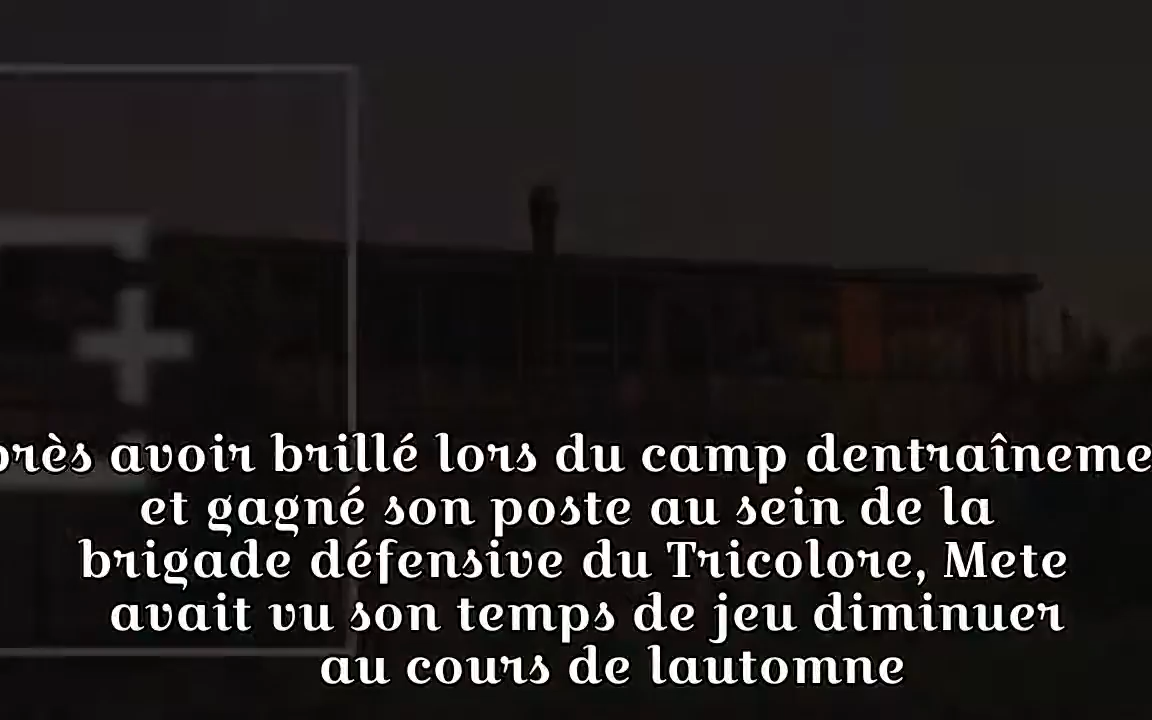 près avoir brillé lors du camp dentraîneme
et gagné son poste au sein de la
brigade défensive du Tricolore, Mete
avait vu son temps de jeu diminuer
au cours de lautomne